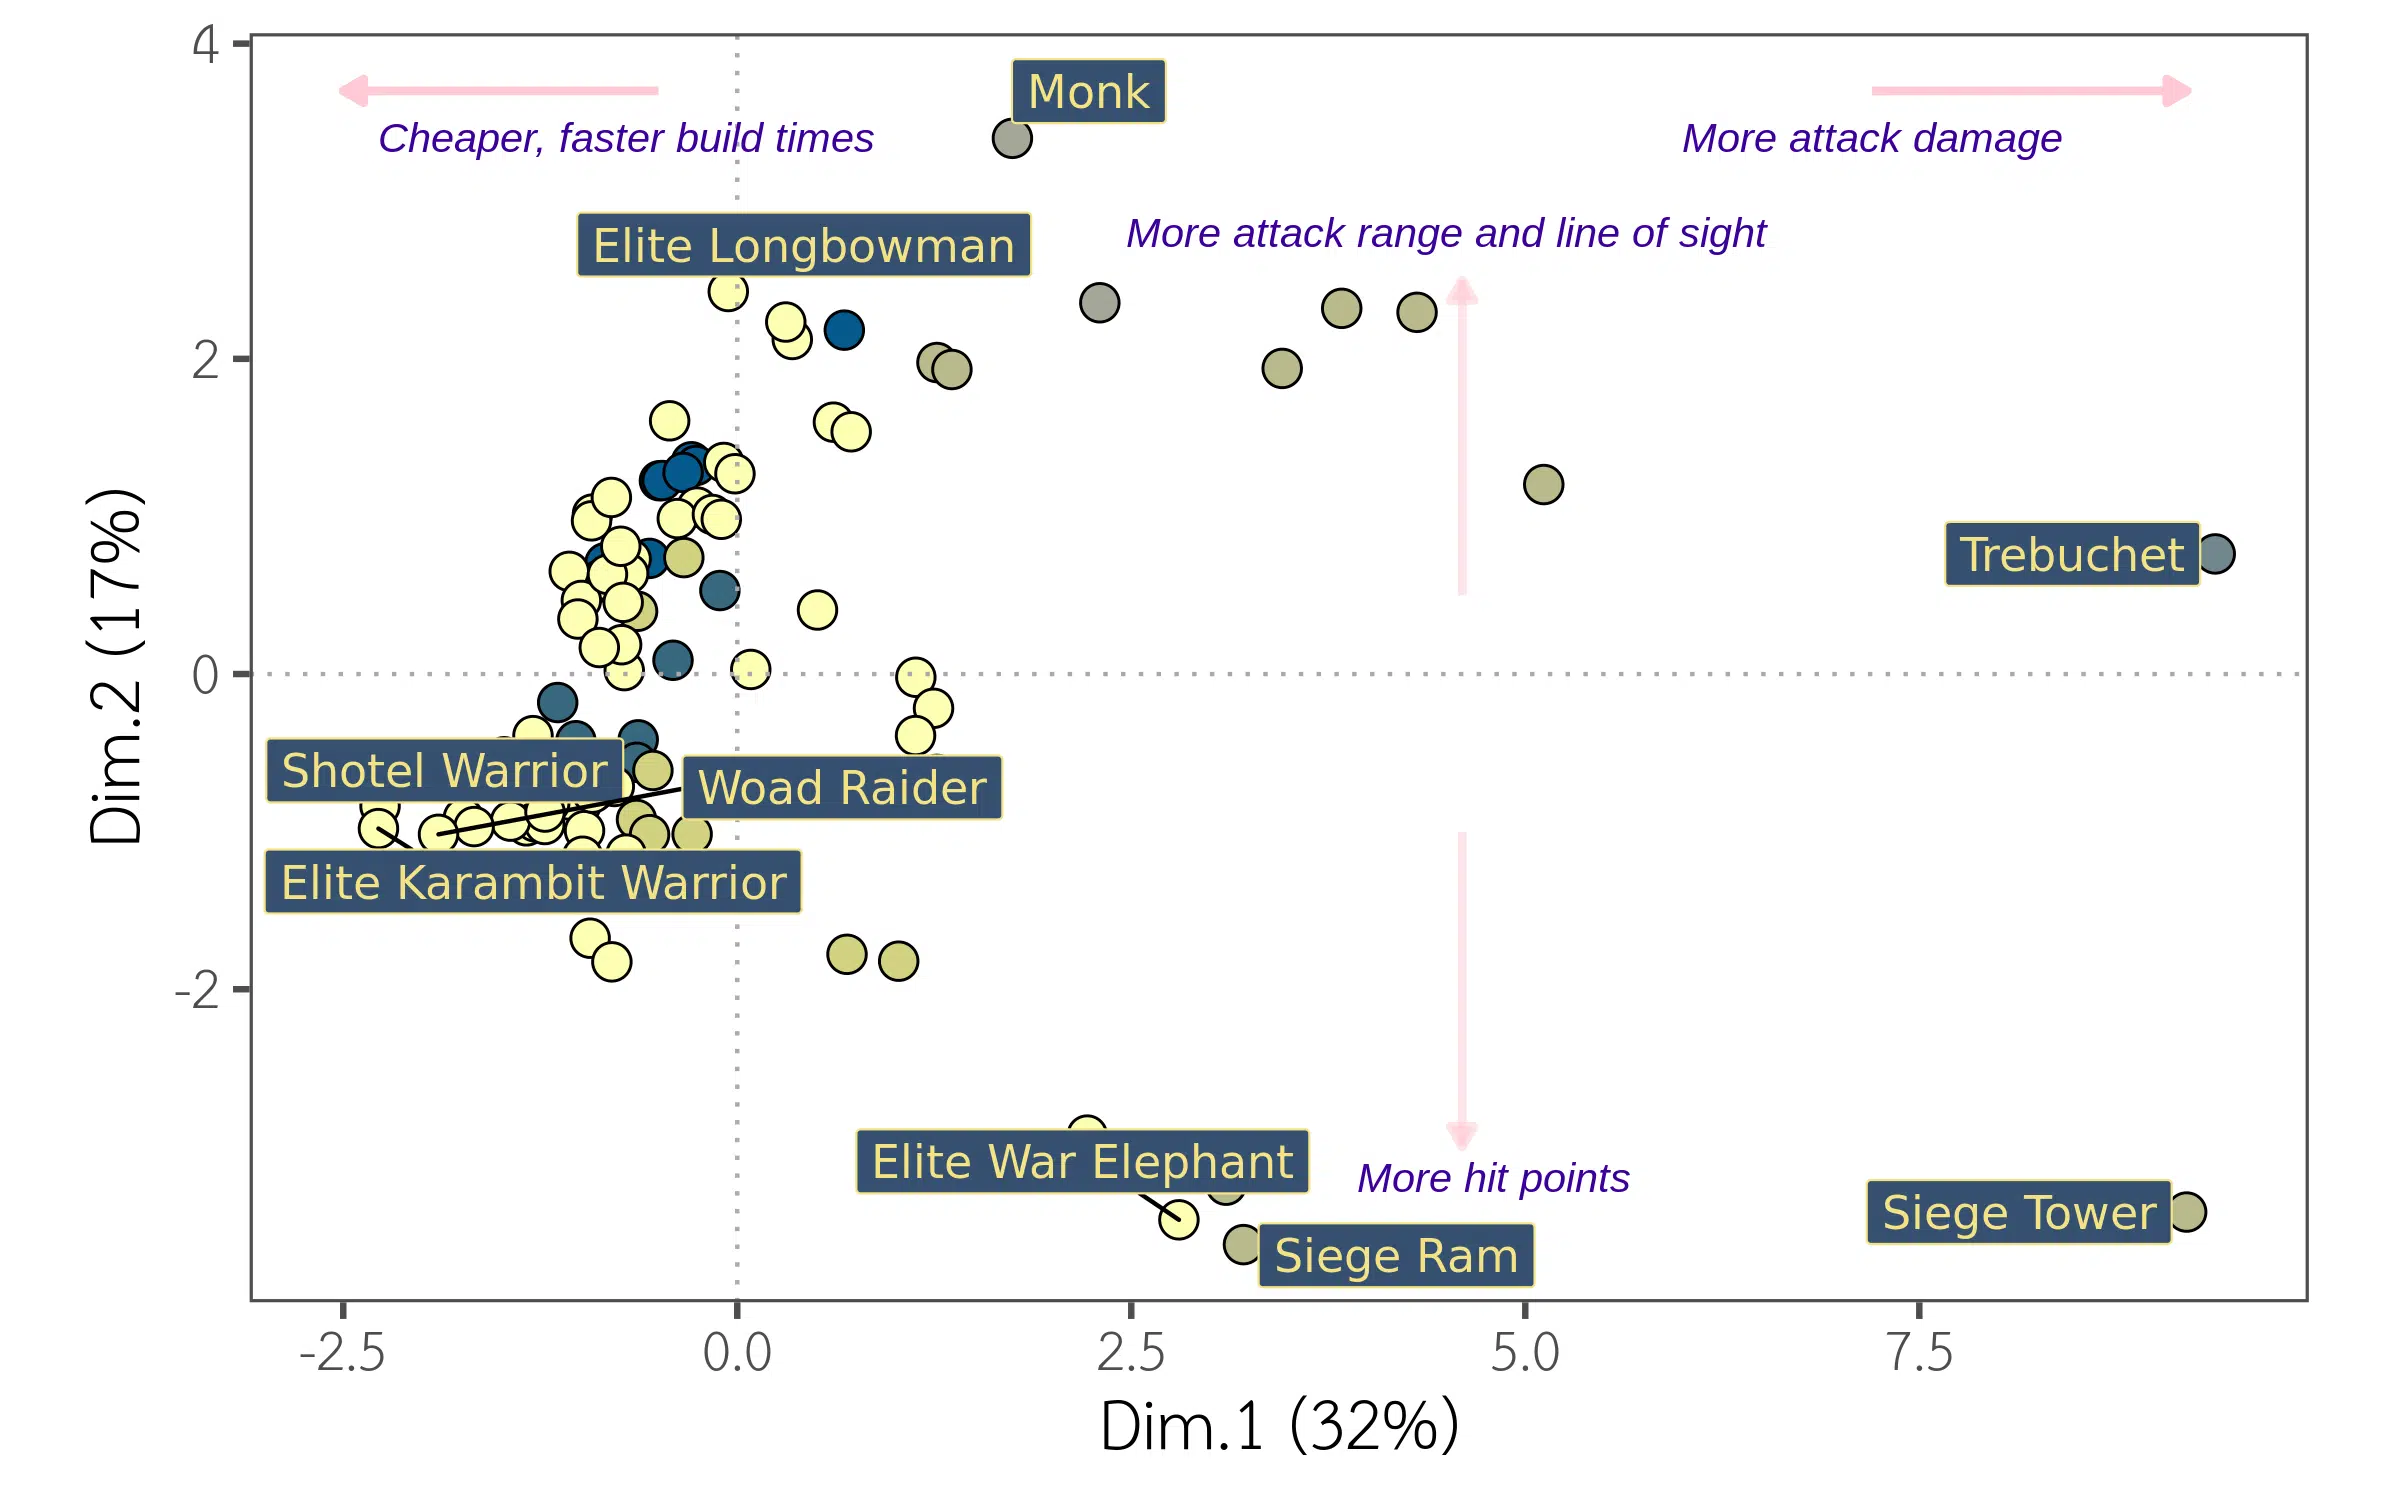 4
Monk
Cheaper, faster build times
More attack damage
Elite Longbowman
More attack range and line of sight
2
Trebuchet
Dim.2 (17%)
0
Shotel Warrior
Woad Raider
Elite Karambit Warrior
-2
Elite War Elephant
More hit points
Siege Tower
Siege Ram
-2.5
0.0
2.5
5.0
7.5
Dim.1 (32%)